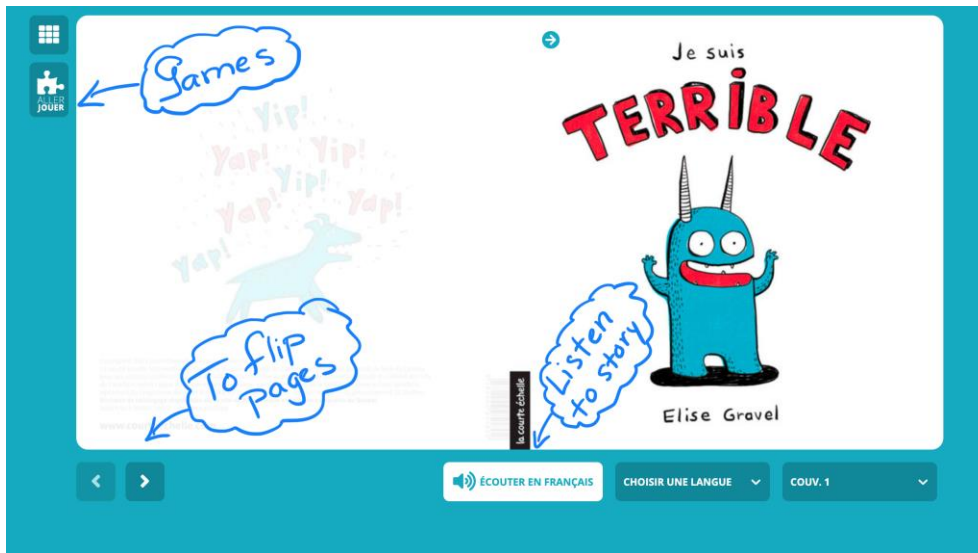 ALLER
JOUER
Games
Yip!
Yap! Yip!
Yip!
Yap! Yap!
Yap!
To flip
pages
Je suis
TERRIBLE
Listen
to story
la courte échelle
Elise Gravel
ÉCOUTER EN FRANÇAIS
CHOISIR UNE LANGUE
COUV. 1